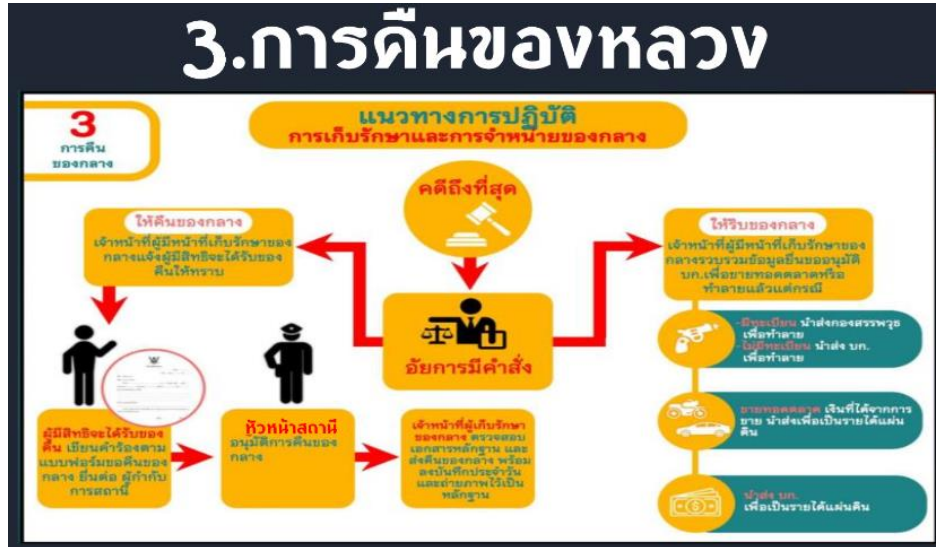 3.การคืนของหลวง
3
การคืน
ของกลาง
แนวทางการปฏิบัติ
การเก็บรักษาและการจำหน่ายของกลาง
คดีถึงที่สุด
อัยการมีคำสั่ง
ให้คืนของกลาง
เจ้าหน้าที่ผู้มีหน้าที่เก็บรักษาของ
กลางแจ้งผู้มีสิทธิจะได้รับของ
คืนให้ทราบ
ผู้มีสิทธิจะได้รับของ
คืน เขียนคำร้องตาม
แบบฟอร์มขอคืนของ
กลาง ยื่นต่อ ผู้กำกับ
การสถานี
หัวหน้าสถานี
อนุมัติการคืนของ
กลาง
เจ้าหน้าที่ผู้เก็บรักษา
ของกลาง ตรวจสอบ
เอกสารหลักฐาน และ
ส่งคืนของกลาง พร้อม
ลงบันทึกประจำวัน
และถ่ายภาพไว้เป็น
หลักฐาน
ให้ริบของกลาง
เจ้าหน้าที่ผู้มีหน้าที่เก็บรักษาของ
กลางรวบรวมข้อมูลยื่นขออนุมัติ
บก.เพื่อขายทอดตลาดหรือ
ทำลายแล้วแต่กรณี
-มีทะเบียน นำส่งกองสรรพวุธ
เพื่อทำลาย
-ไม่มีทะเบียน นำส่ง บก.
เพื่อทำลาย
ขายทอดตลาด เงินที่ได้จากการ
ขาย นำส่งเพื่อเป็นรายได้แผ่น
ดิน
นำส่ง บก.
เพื่อเป็นรายได้แผ่นดิน